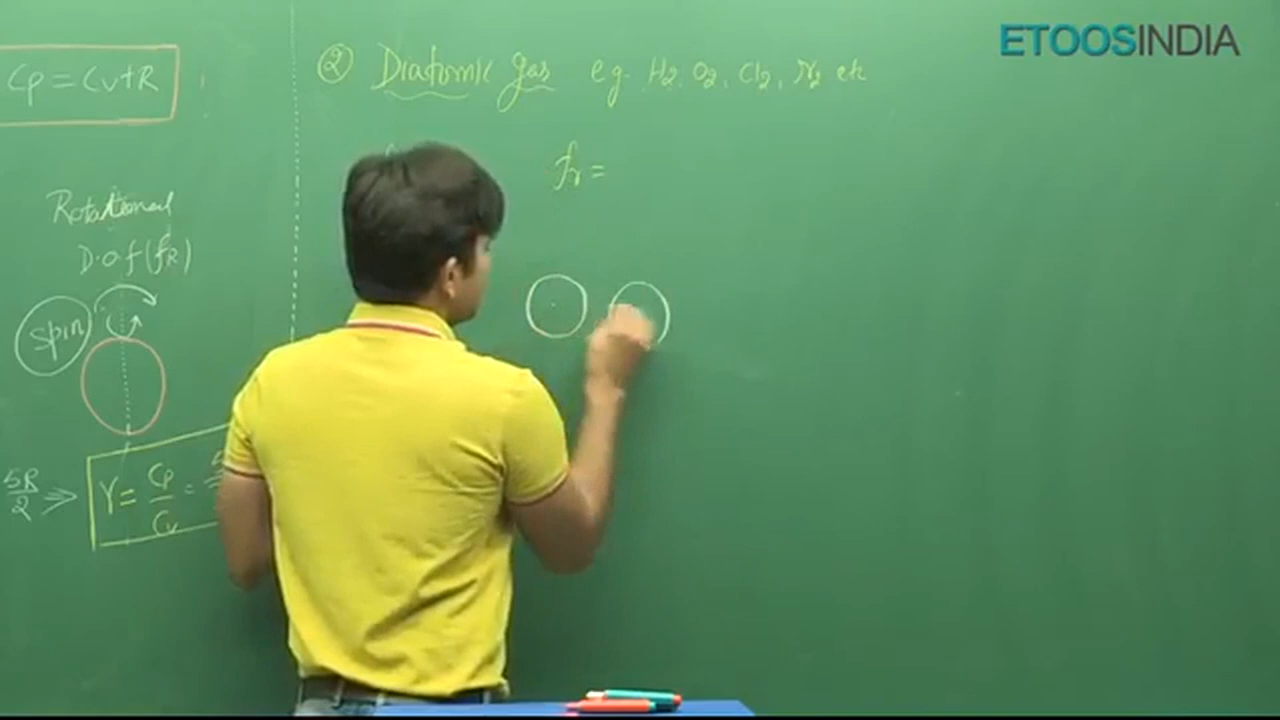 ETOOSINDIA
Cp = Cv+R
Rotational
D.o.f (fR)
Spin
5R/2 ⇒
γ = Cp/Cv =
② Diatomic gas e.g. H2, O2, Cl2, N2 etc
fr =